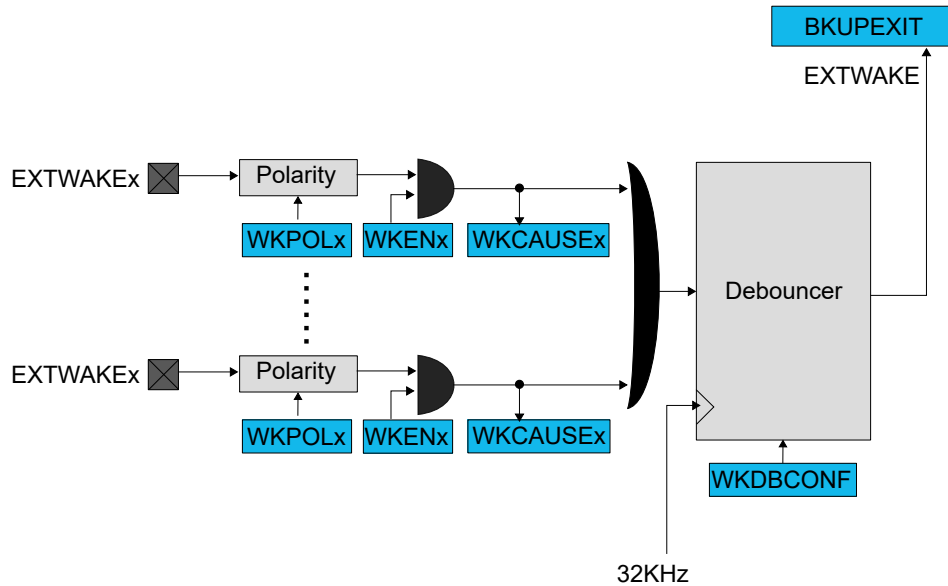 BKUPEXIT
EXTWAKE
EXTWAKEx
Polarity
WKPOLx
WKENx
WKCAUSEx
Debouncer
EXTWAKEx
Polarity
WKPOLx
WKENx
WKCAUSEx
WKDBCONF
32KHz